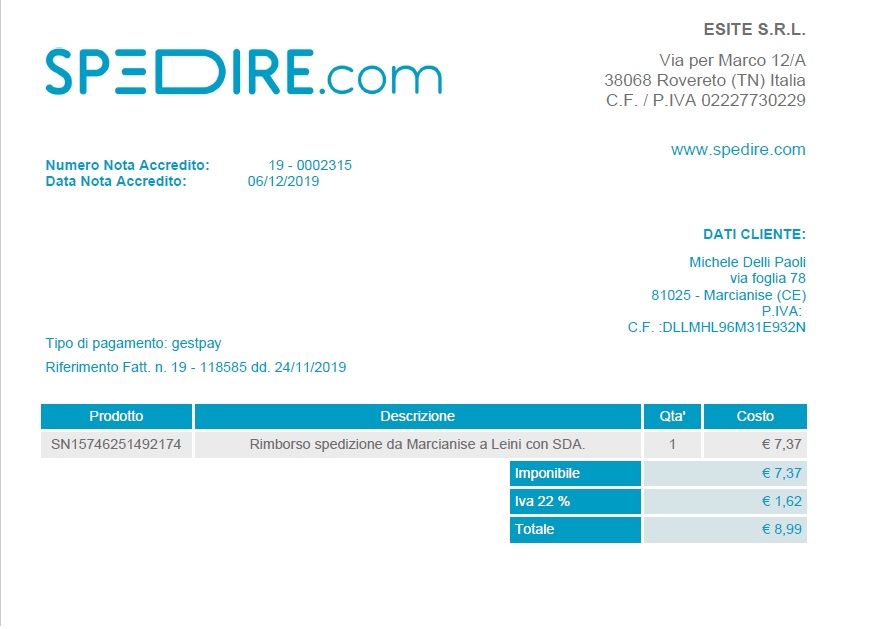 SPEDIRE.com
ESITE S.R.L.
Via per Marco 12/A
38068 Rovereto (TN) Italia
C.F. / P.IVA 02227730229
www.spedire.com
Numero Nota Accredito: 19 - 0002315
Data Nota Accredito: 06/12/2019
DATI CLIENTE:
Michele Delli Paoli
via foglia 78
81025 - Marcianise (CE)
P.IVA:
C.F. :DLLMHL96M31E932N
Tipo di pagamento: gestpay
Riferimento Fatt. n. 19 - 118585 dd. 24/11/2019
Prodotto Descrizione Qta' Costo
SN15746251492174 Rimborso spedizione da Marcianise a Leini con SDA. 1 € 7,37
Imponibile € 7,37
Iva 22 % € 1,62
Totale € 8,99